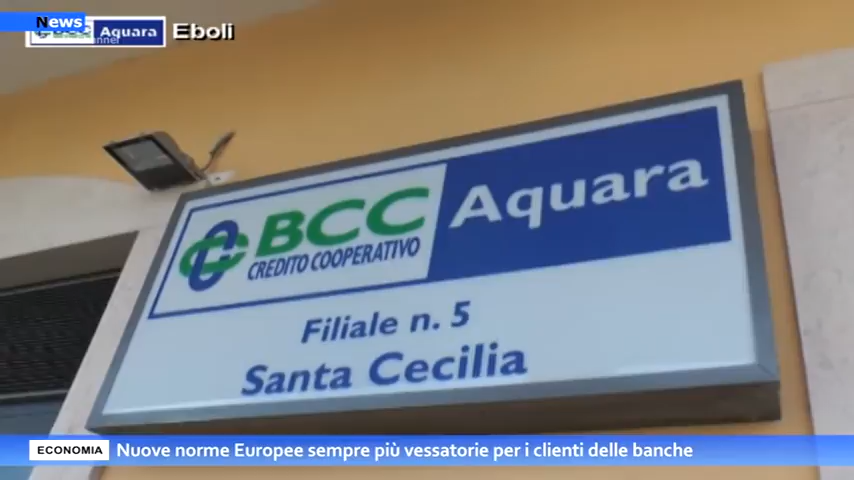 News
BCC Aquara Eboli
BCC Aquara
CREDITO COOPERATIVO
Filiale n. 5
Santa Cecilia
ECONOMIA Nuove norme Europee sempre più vessatorie per i clienti delle banche